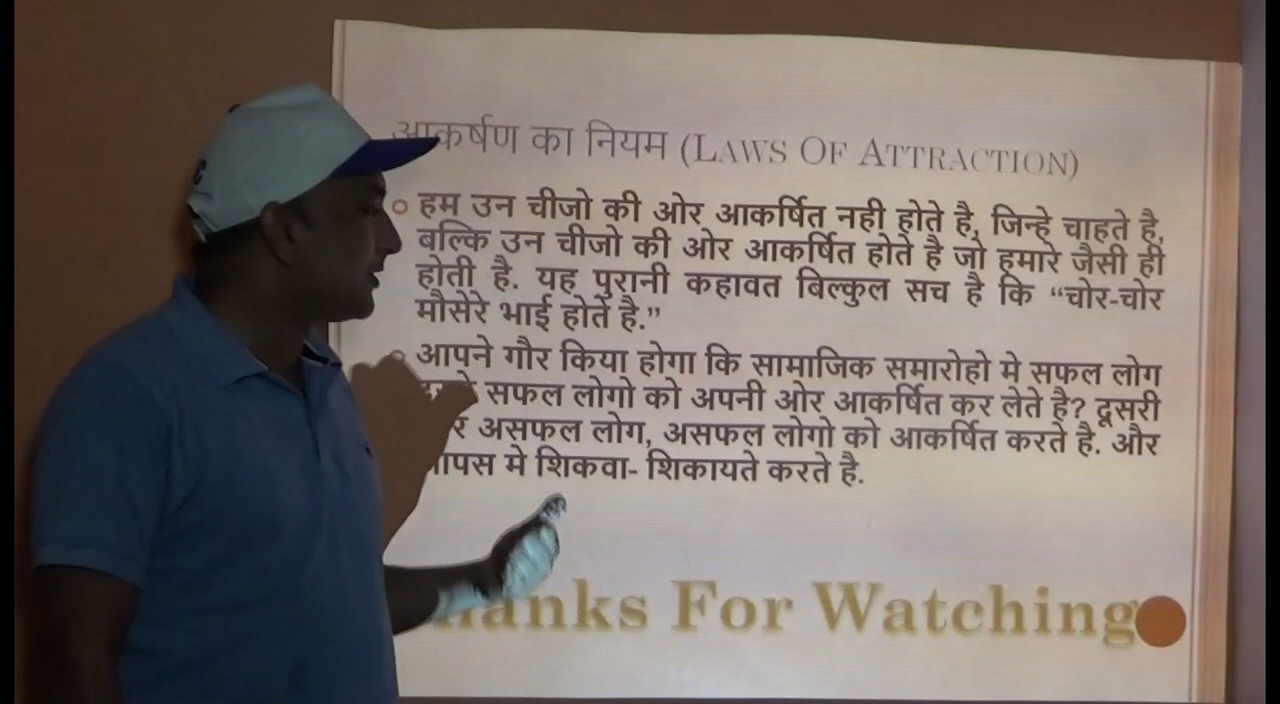 आकर्षण का नियम (LAWS OF ATTRACTION)
हम उन चीजो की ओर आकर्षित नही होते है, जिन्हे चाहते है,
बल्कि उन चीजो की ओर आकर्षित होते है जो हमारे जैसी ही
होती है. यह पुरानी कहावत बिल्कुल सच है कि “चोर-चोर
मौसेरे भाई होते है.”
आपने गौर किया होगा कि सामाजिक समारोहो मे सफल लोग
सफल लोगो को अपनी ओर आकर्षित कर लेते है? दूसरी
असफल लोग, असफल लोगो को आकर्षित करते है. और
मे शिकवा- शिकायते करते है.
Thanks For Watching